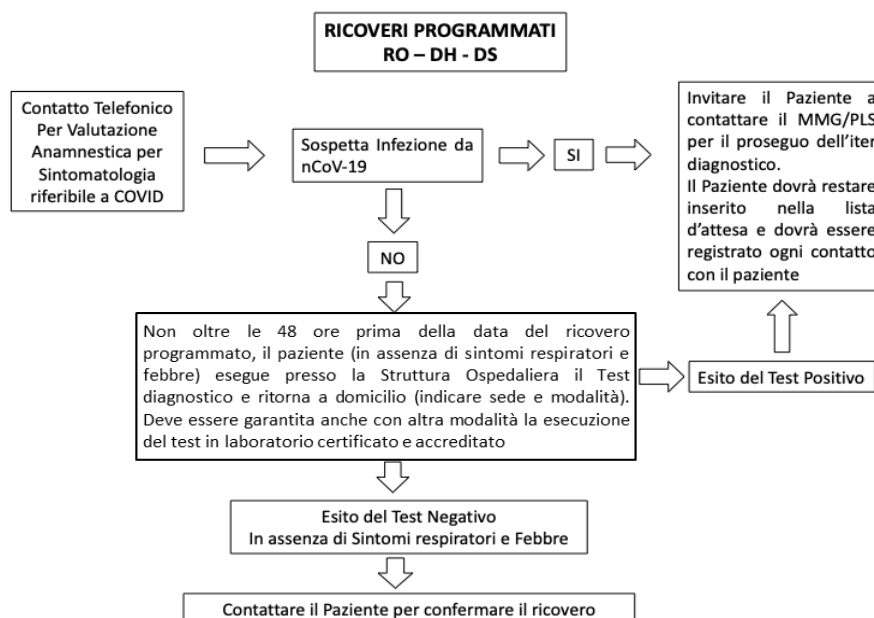 RICOVERI PROGRAMMATI
RO – DH - DS
Contatto Telefonico
Per Valutazione
Anamnestica per
Sintomatologia
riferibile a COVID
Sospetta Infezione da
nCoV-19
SI
Invitare il Paziente a
contattare il MMG/PLS
per il proseguo dell’iter
diagnostico.
Il Paziente dovrà restare
inserito nella lista
d’attesa e dovrà essere
registrato ogni contatto
con il paziente
NO
Non oltre le 48 ore prima della data del ricovero
programmato, il paziente (in assenza di sintomi respiratori e
febbre) esegue presso la Struttura Ospedaliera il Test
diagnostico e ritorna a domicilio (indicare sede e modalità).
Deve essere garantita anche con altra modalità la esecuzione
del test in laboratorio certificato e accreditato
Esito del Test Positivo
Esito del Test Negativo
In assenza di Sintomi respiratori e Febbre
Contattare il Paziente per confermare il ricovero